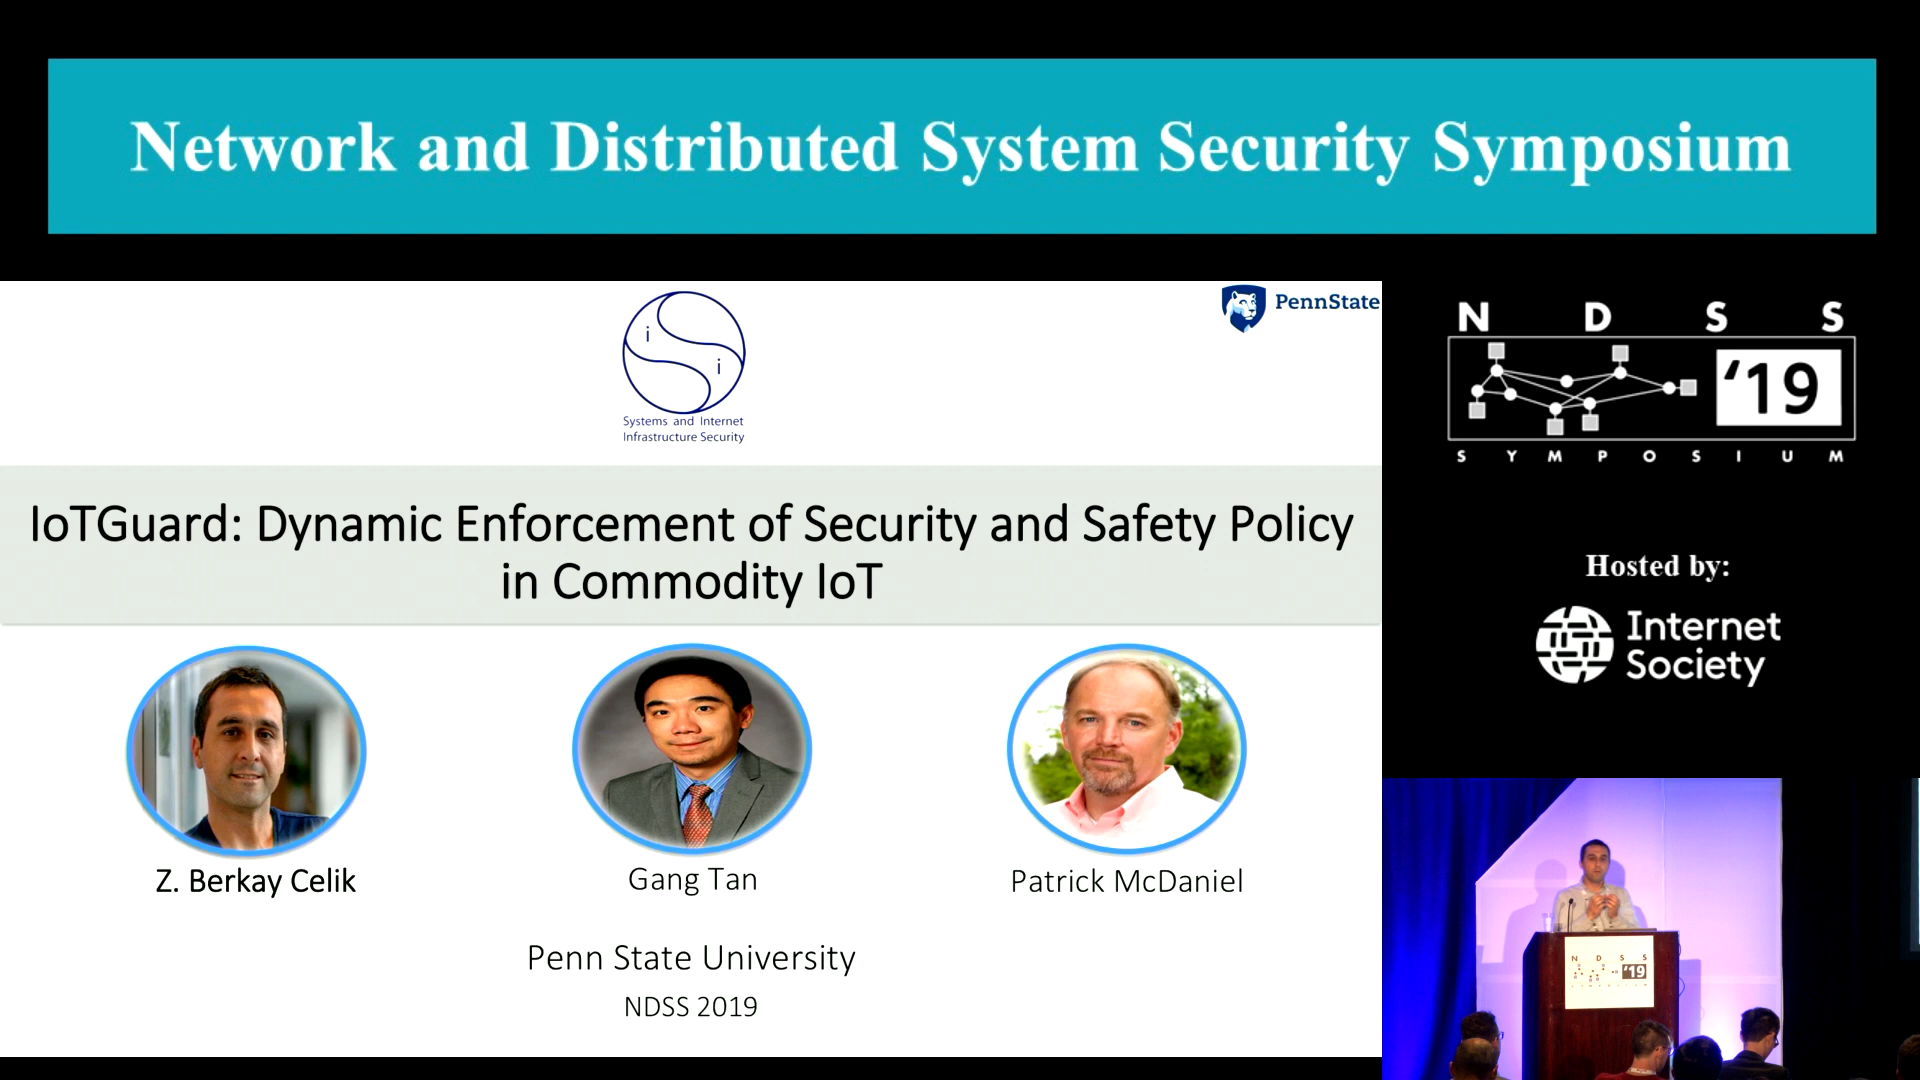 Network and Distributed System Security Symposium
i
i
Systems and Internet
Infrastructure Security
PennState
IoTGuard: Dynamic Enforcement of Security and Safety Policy
in Commodity IoT
Z. Berkay Celik
Gang Tan
Patrick McDaniel
Penn State University
NDSS 2019
N D S S
'19
S Y M P O S I U M
Hosted by:
Internet
Society
N D S S
'19